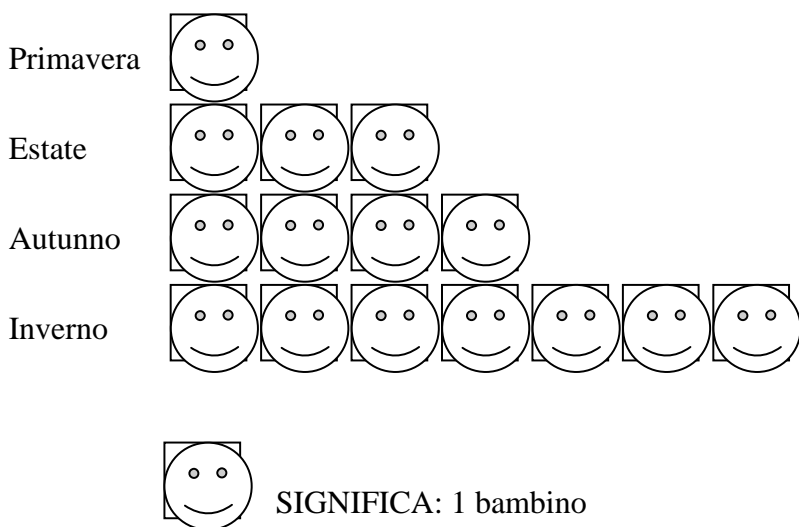 Primavera
Estate
Autunno
Inverno
SIGNIFICA: 1 bambino